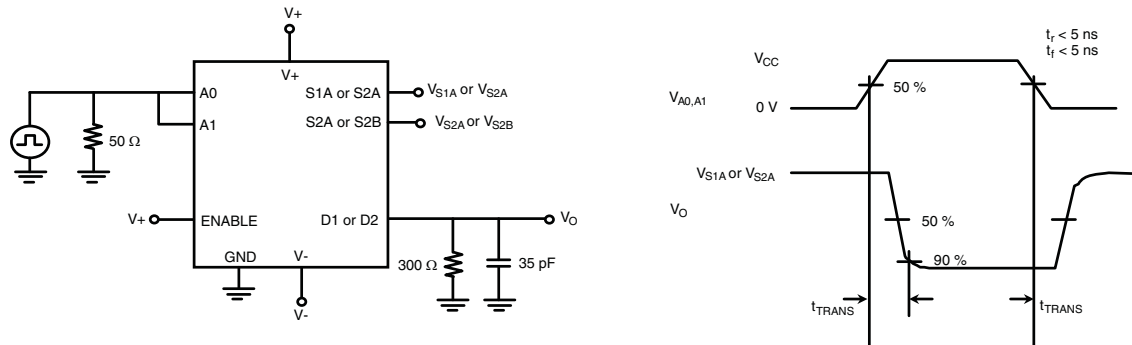 V+
V+
A0
A1
50 Ω
S1A or S2A
V_S1A or V_S2A
S2A or S2B
V_S2A or V_S2B
V+
ENABLE
D1 or D2
V_O
GND
V-
V-
300 Ω
35 pF
t_r < 5 ns
t_f < 5 ns
V_CC
V_A0,A1
0 V
50 %
V_S1A or V_S2A
V_O
50 %
90 %
t_TRANS
t_TRANS